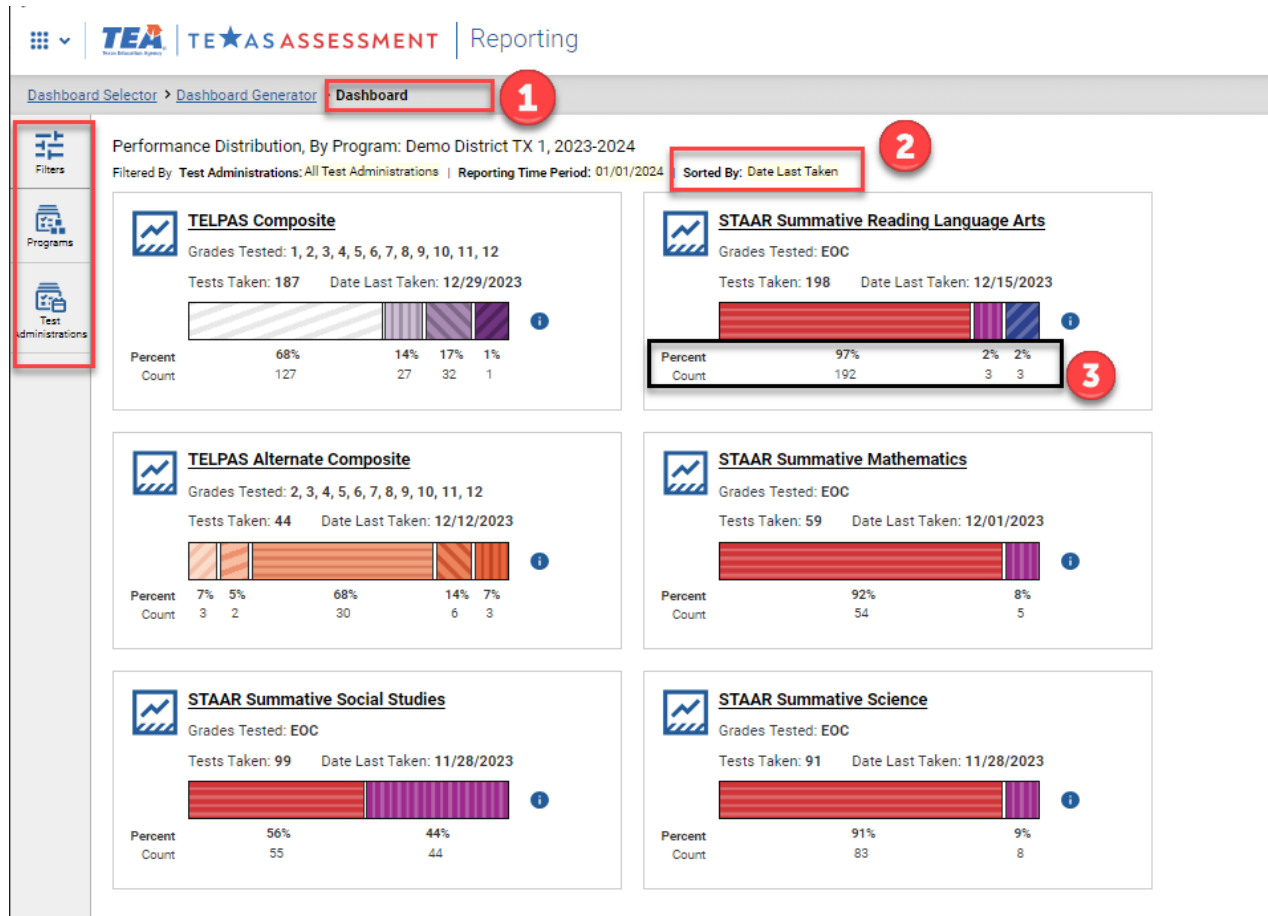 TEA
Texas Education Agency
TE★AS ASSESSMENT
Reporting
Dashboard Selector > Dashboard Generator Dashboard
1
Filters
Programs
Test
Administrations
Performance Distribution, By Program: Demo District TX 1, 2023-2024
Filtered By Test Administrations: All Test Administrations | Reporting Time Period: 01/01/2024 | Sorted By: Date Last Taken
2
TELPAS Composite
Grades Tested: 1, 2, 3, 4, 5, 6, 7, 8, 9, 10, 11, 12
Tests Taken: 187 Date Last Taken: 12/29/2023
i
Percent 68% 14% 17% 1%
Count 127 27 32 1
STAAR Summative Reading Language Arts
Grades Tested: EOC
Tests Taken: 198 Date Last Taken: 12/15/2023
i
Percent 97% 2% 2%
Count 192 3 3
3
TELPAS Alternate Composite
Grades Tested: 2, 3, 4, 5, 6, 7, 8, 9, 10, 11, 12
Tests Taken: 44 Date Last Taken: 12/12/2023
i
Percent 7% 5% 68% 14% 7%
Count 3 2 30 6 3
STAAR Summative Mathematics
Grades Tested: EOC
Tests Taken: 59 Date Last Taken: 12/01/2023
i
Percent 92% 8%
Count 54 5
STAAR Summative Social Studies
Grades Tested: EOC
Tests Taken: 99 Date Last Taken: 11/28/2023
i
Percent 56% 44%
Count 55 44
STAAR Summative Science
Grades Tested: EOC
Tests Taken: 91 Date Last Taken: 11/28/2023
i
Percent 91% 9%
Count 83 8